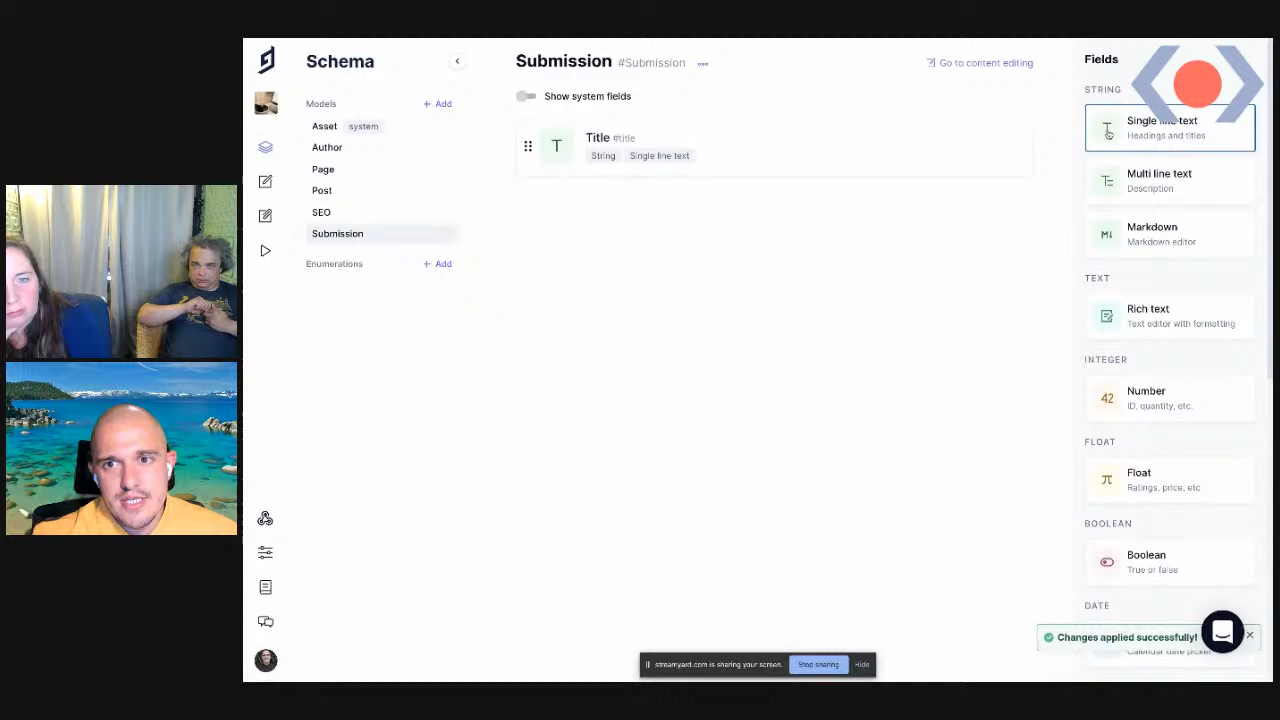 Schema
Models
Add
Asset system
Author
Page
Post
SEO
Submission
Enumerations
Add
Submission #Submission
Go to content editing
Show system fields
Title #title
String Single line text
Fields
STRING
Single line text
Headings and titles
Multi line text
Description
Markdown
Markdown editor
TEXT
Rich text
Text editor with formatting
INTEGER
42
Number
ID, quantity, etc.
FLOAT
Float
Ratings, price, etc
BOOLEAN
Boolean
True or false
DATE
Changes applied successfully!
Calendar date picker
streamyard.com is sharing your screen.
Stop sharing
Hide